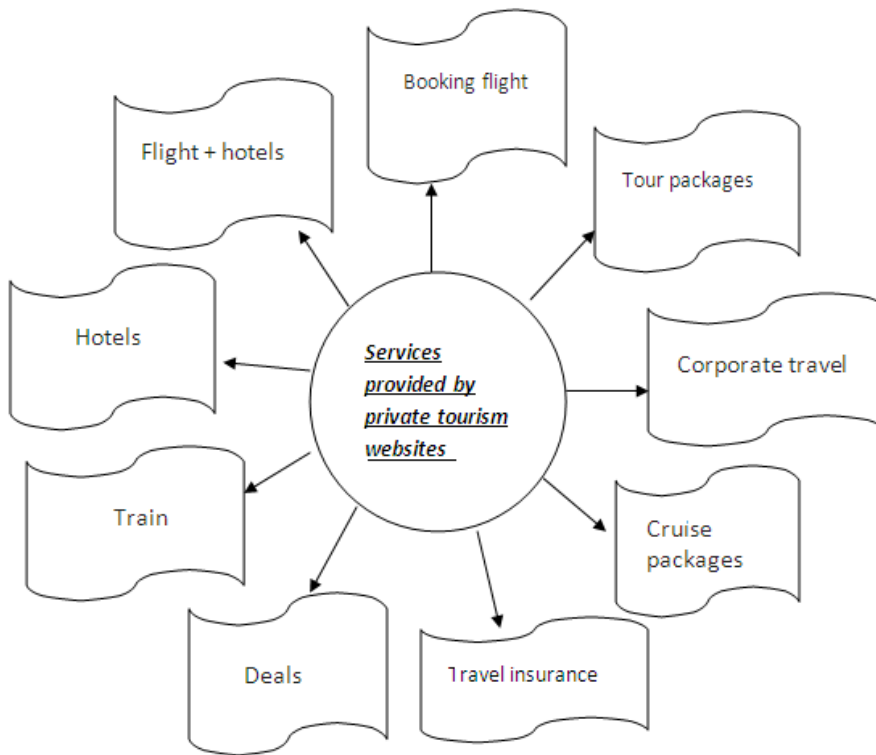 Booking flight
Flight + hotels
Tour packages
Hotels
Services
provided by
private tourism
websites
Corporate travel
Train
Cruise
packages
Deals
Travel insurance